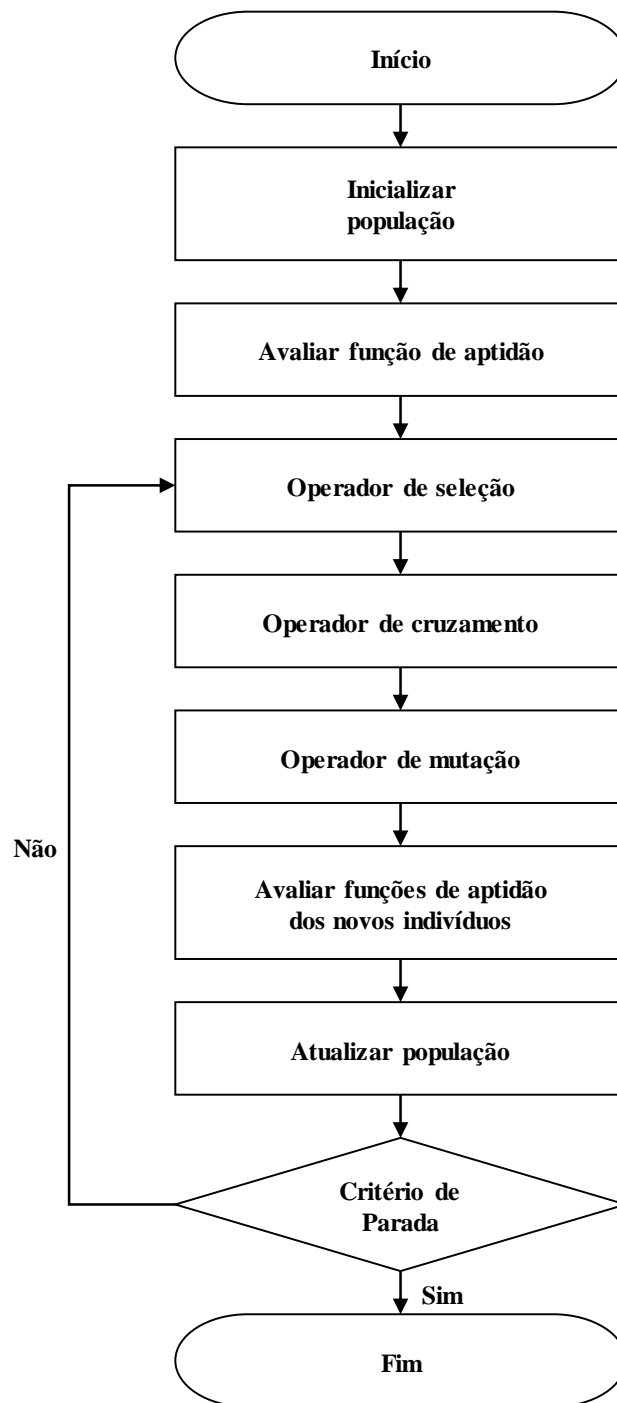 Início
Inicializar
população
Avaliar função de aptidão
Operador de seleção
Operador de cruzamento
Operador de mutação
Não
Avaliar funções de aptidão
dos novos indivíduos
Atualizar população
Critério de
Parada
Sim
Fim